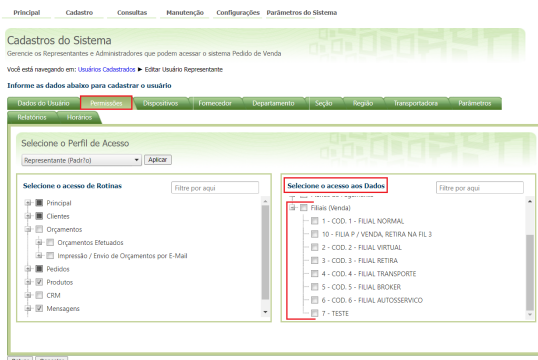 Principal Cadastro Consultas Manutenção Configurações Parâmetros do Sistema
Cadastros do Sistema
Gerencie os Representantes e Administradores que podem acessar o sistema Pedido de Venda
Você está navegando em: Usuários Cadastrados ► Editar Usuário Representante
Informe as dados abaixo para cadastrar o usuário
Dados do Usuário Permissões Dispositivos Fornecedor Departamento Seção Região Transportadora Parâmetros
Relatórios Horários
Selecione o Perfil de Acesso
Representante (Padr?o) Aplicar
Selecione o acesso de Rotinas Filtre por aqui
Principal
Clientes
Orçamentos
Orçamentos Efetuados
Impressão / Envio de Orçamentos por E-Mail
Pedidos
Produtos
CRM
Mensagens
Selecione o acesso aos Dados Filtre por aqui
Filiais (Venda)
1 - COD. 1 - FILIAL NORMAL
10 - FILIA P / VENDA, RETIRA NA FIL 3
2 - COD. 2 - FILIAL VIRTUAL
3 - COD. 3 - FILIAL RETIRA
4 - COD. 4 - FILIAL TRANSPORTE
5 - COD. 5 - FILIAL BROKER
6 - COD. 6 - FILIAL AUTOSSERVICO
7 - TESTE